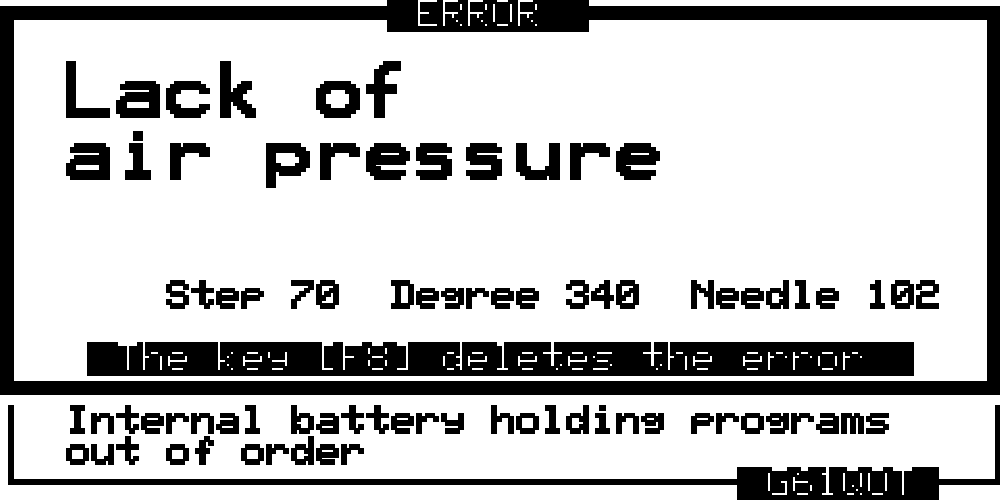 ERROR
Lack of
air pressure
Step 70 Degree 340 Needle 102
The key [F8] deletes the error
Internal battery holding programs
out of order